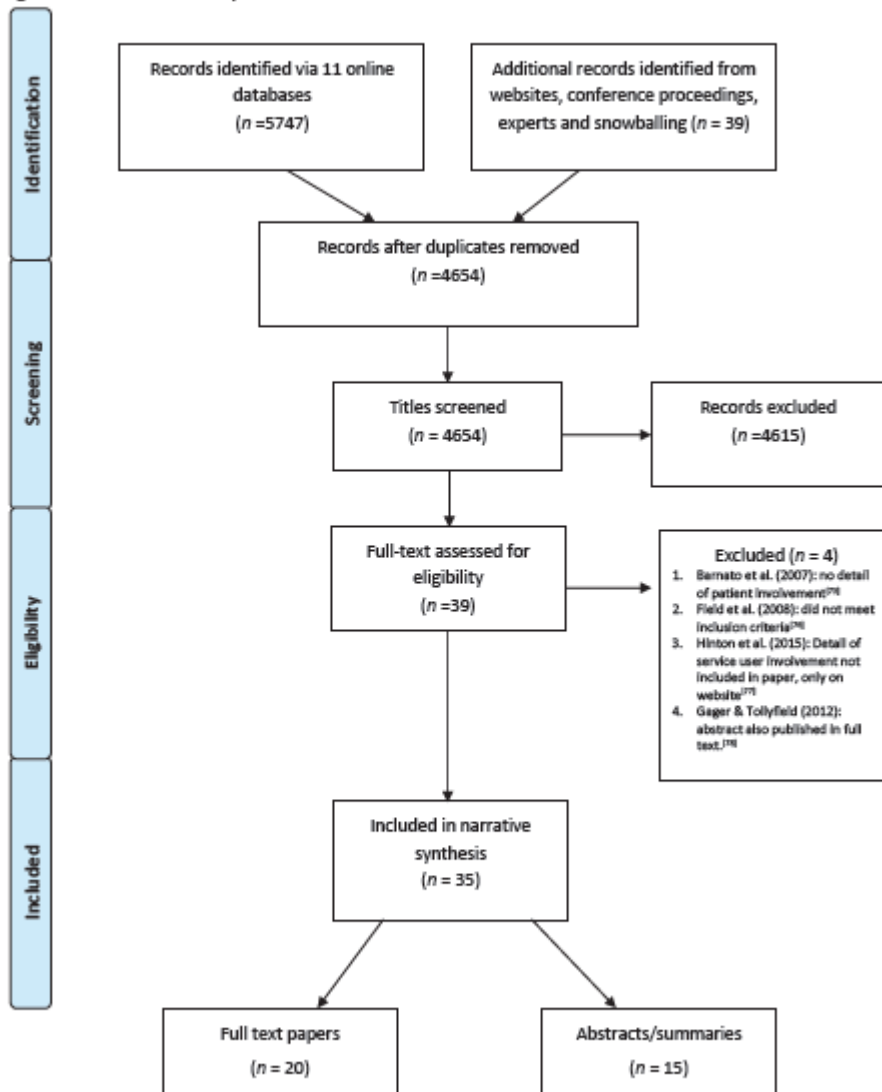 Identification
Records identified via 11 online
databases
(n =5747)
Additional records identified from
websites, conference proceedings,
experts and snowballing (n = 39)
Records after duplicates removed
(n =4654)
Screening
Titles screened
(n = 4654)
Records excluded
(n =4615)
Eligibility
Full-text assessed for
eligibility
(n =39)
Excluded (n = 4)
1. Barnato et al. (2007): no detail
of patient involvement
2. Field et al. (2008): did not meet
inclusion criteria
3. Hinton et al. (2015): Detail of
service user involvement not
included in paper, only on
website[77]
4. Gager & Tollyfield (2012):
abstract also published in full
text.
Included
Included in narrative
synthesis
(n = 35)
Full text papers
(n = 20)
Abstracts/summaries
(n = 15)